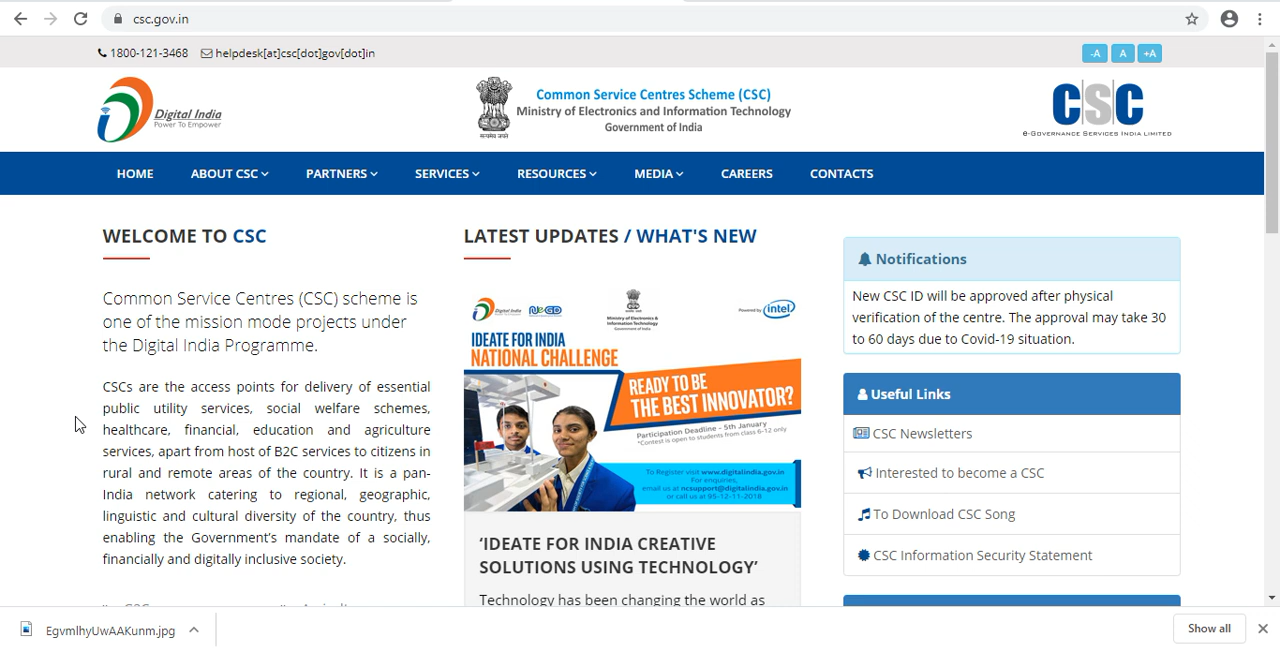 csc.gov.in
1800-121-3468 helpdesk[at]csc[dot]gov[dot]in
-A A +A
Digital India
Power To Empower
सत्यमेव जयते
Common Service Centres Scheme (CSC)
Ministry of Electronics and Information Technology
Government of India
CSC
e-GOVERNANCE SERVICES INDIA LIMITED
HOME ABOUT CSC PARTNERS SERVICES RESOURCES MEDIA CAREERS CONTACTS
WELCOME TO CSC
Common Service Centres (CSC) scheme is
one of the mission mode projects under
the Digital India Programme.
CSCs are the access points for delivery of essential
public utility services, social welfare schemes,
healthcare, financial, education and agriculture
services, apart from host of B2C services to citizens in
rural and remote areas of the country. It is a pan-
India network catering to regional, geographic,
linguistic and cultural diversity of the country, thus
enabling the Government's mandate of a socially,
financially and digitally inclusive society.
LATEST UPDATES / WHAT'S NEW
Digital India NeGD
Ministry of Electronics &
Information Technology
Government of India
Powered by intel
IDEATE FOR INDIA
NATIONAL CHALLENGE
READY TO BE
THE BEST INNOVATOR?
Participation Deadline - 5th January
*Contest is open to students from class 6-12 only
To Register visit www.digitalindia.gov.in
For enquiries,
email us at ncsupport@digitalindia.gov.in
or call us at 95-12-11-2018
‘IDEATE FOR INDIA CREATIVE
SOLUTIONS USING TECHNOLOGY’
Technology has been changing the world as
Notifications
New CSC ID will be approved after physical
verification of the centre. The approval may take 30
to 60 days due to Covid-19 situation.
Useful Links
CSC Newsletters
Interested to become a CSC
To Download CSC Song
CSC Information Security Statement
EgvmlhyUwAAKunm.jpg
Show all